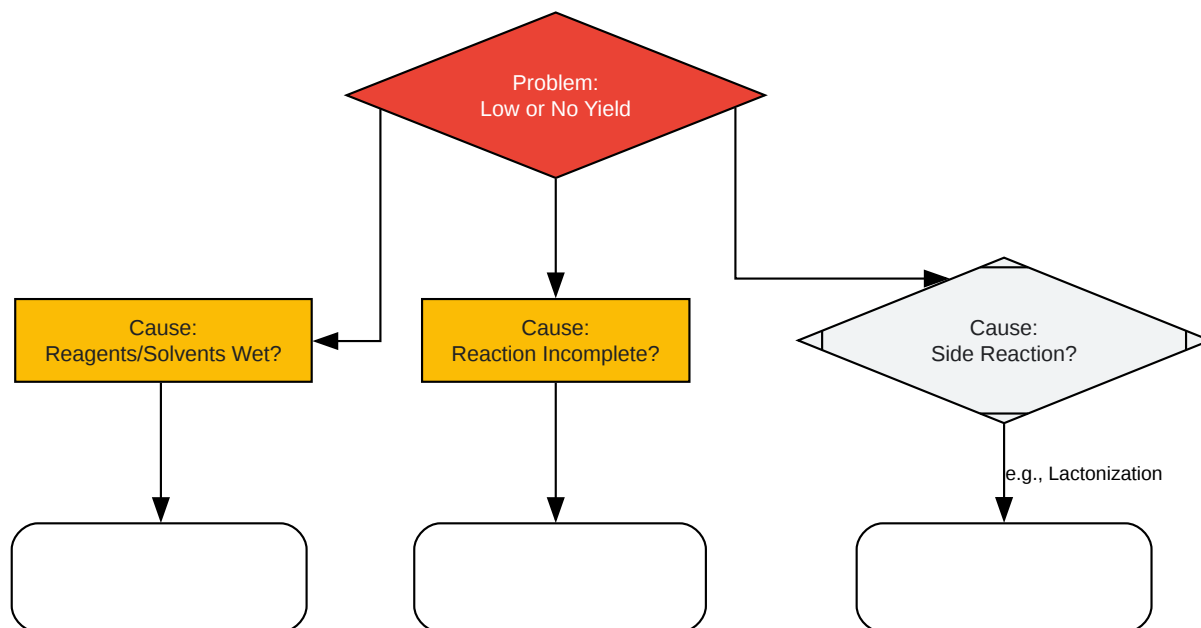 Problem:
Low or No Yield
Cause:
Reagents/Solvents Wet?
Cause:
Reaction Incomplete?
Cause:
Side Reaction?
e.g., Lactonization